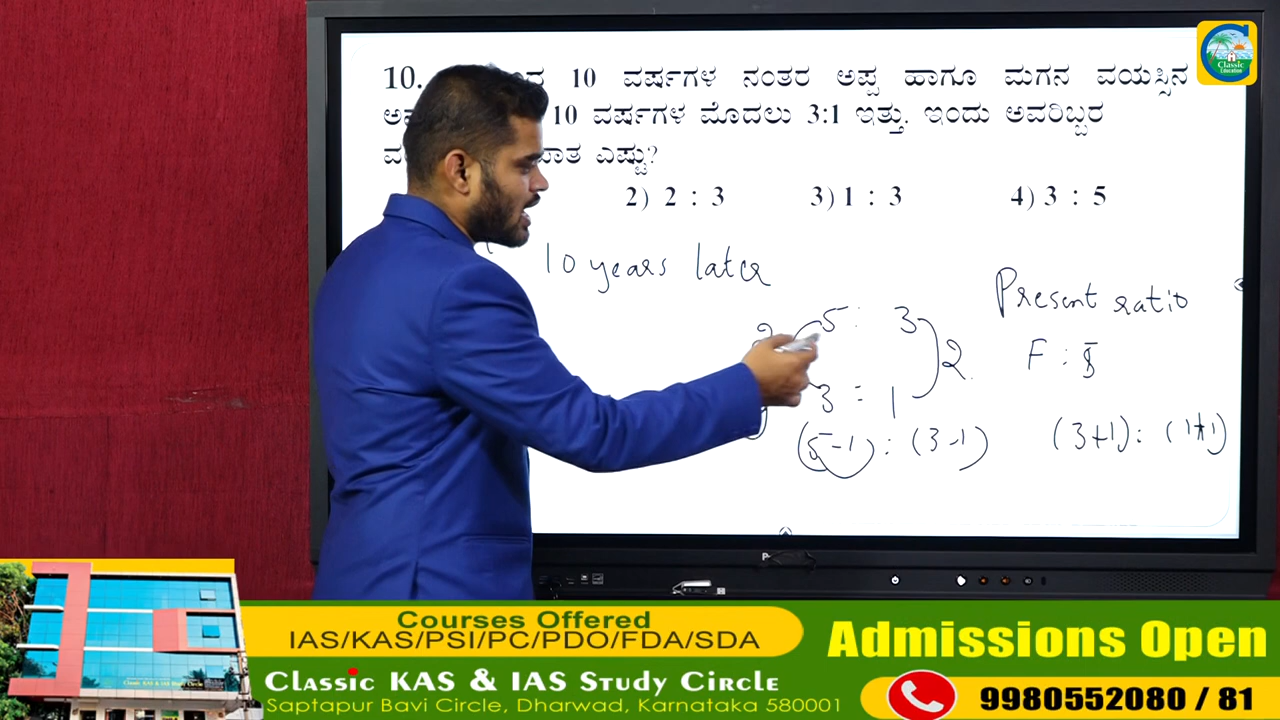 10. 10 ವರ್ಷಗಳ ನಂತರ ಅಪ್ಪ ಹಾಗೂ ಮಗನ ವಯಸ್ಸಿನ
10 ವರ್ಷಗಳ ಮೊದಲು 3:1 ಇತ್ತು. ಇಂದು ಅವರಿಬ್ಬರ
ಎಷ್ಟು?
2) 2 : 3 3) 1 : 3 4) 3 : 5
10 years later
Present ratio
5 : 3
F : S
2
3 : 1
(5-1) : (3-1) (3+1) : (1+1)
Classic
Education
Courses Offered
IAS/KAS/PSI/PC/PDO/FDA/SDA
Classic KAS & IAS Study Circle
Saptapur Bavi Circle, Dharwad, Karnataka 580001
Admissions Open
9980552080 / 81